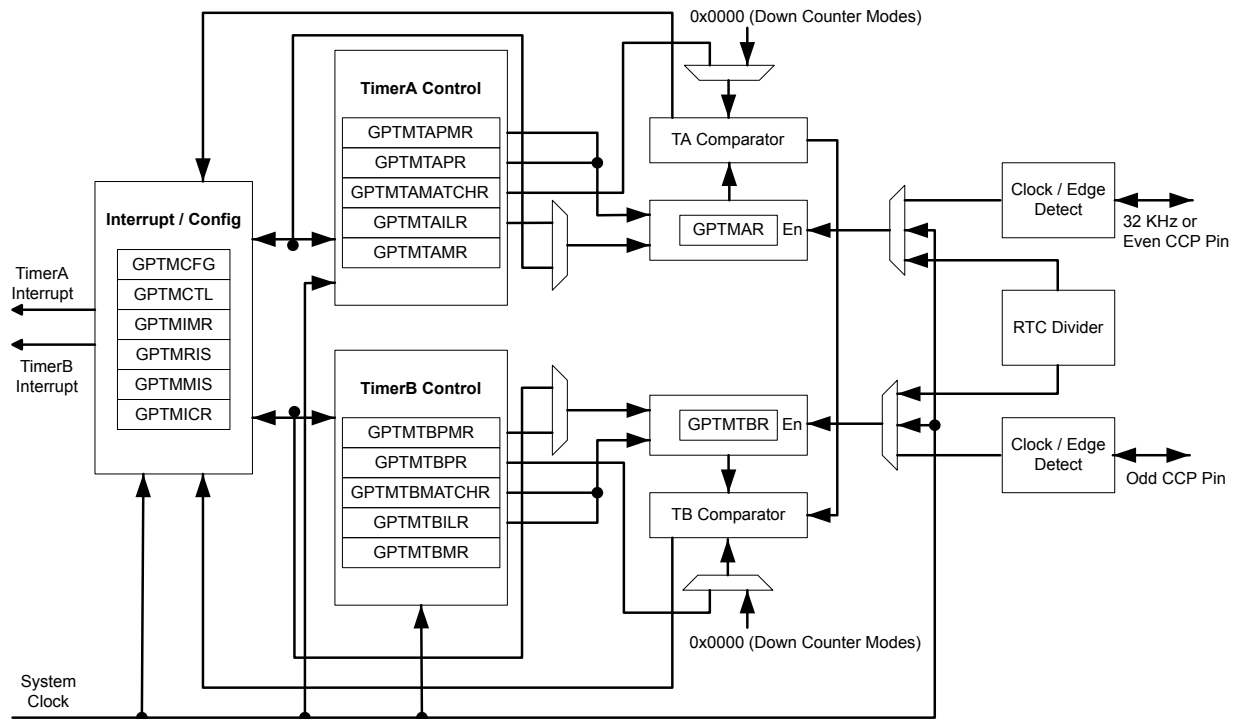 0x0000 (Down Counter Modes)
TimerA Control
GPTMTAPMR
GPTMTAPR
GPTMTAMATCHR
GPTMTAILR
GPTMTAMR
TA Comparator
GPTMAR
En
Clock / Edge
Detect
32 KHz or
Even CCP Pin
Interrupt / Config
GPTMCFG
GPTMCTL
GPTMIMR
GPTMRIS
GPTMMIS
GPTMICR
TimerA
Interrupt
TimerB
Interrupt
RTC Divider
TimerB Control
GPTMTBPMR
GPTMTBPR
GPTMTBMATCHR
GPTMTBILR
GPTMTBMR
GPTMTBR
En
TB Comparator
Clock / Edge
Detect
Odd CCP Pin
0x0000 (Down Counter Modes)
System
Clock